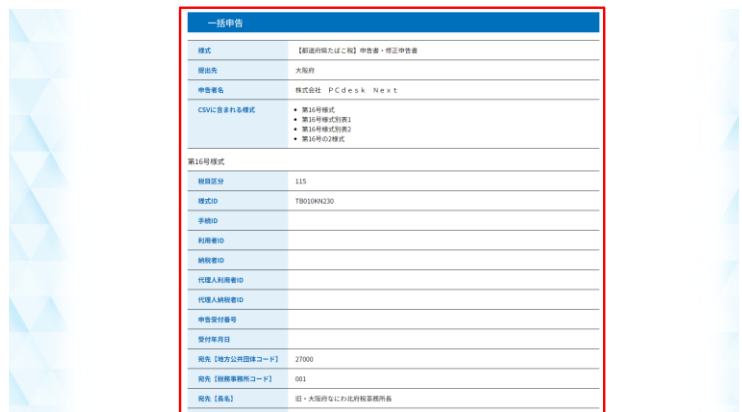 一括申告
様式 【都道府県たばこ税】申告書・修正申告書
提出先 大阪府
申告者名 株式会社 ＰＣｄｅｓｋ Ｎｅｘｔ
CSVに含まれる様式 • 第16号様式
• 第16号様式別表1
• 第16号様式別表2
• 第16号の2様式
第16号様式
税目区分 115
様式ID TB010KN230
手続ID
利用者ID
納税者ID
代理人利用者ID
代理人納税者ID
申告受付番号
受付年月日
宛先【地方公共団体コード】 27000
宛先【税務事務所コード】 001
宛先【長名】 旧・大阪府なにわ北府税事務所長